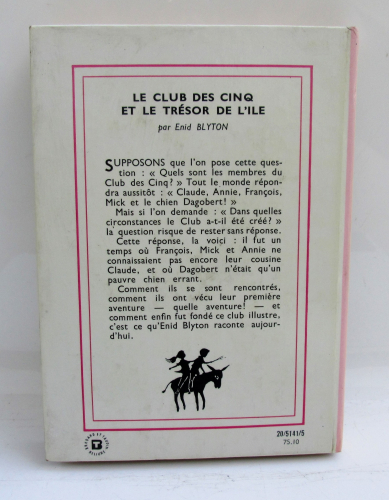 LE CLUB DES CINQ
ET LE TRÉSOR DE L'ILE
par Enid BLYTON
SUPPOSONS que l'on pose cette ques-
tion : « Quels sont les membres du
Club des Cinq? » Tout le monde répon-
dra aussitôt : « Claude, Annie, François,
Mick et le chien Dagobert! »
Mais si l'on demande : « Dans quelles
circonstances le Club a-t-il été créé? »
la question risque de rester sans réponse.
Cette réponse, la voici : il fut un
temps où François, Mick et Annie ne
connaissaient pas encore leur cousine
Claude, et où Dagobert n'était qu'un
pauvre chien errant.
Comment ils se sont rencontrés,
comment ils ont vécu leur première
aventure — quelle aventure! — et
comment enfin fut fondé ce club illustre,
c'est ce qu'Enid Blyton raconte aujour-
d'hui.
20/5141/5
75.10